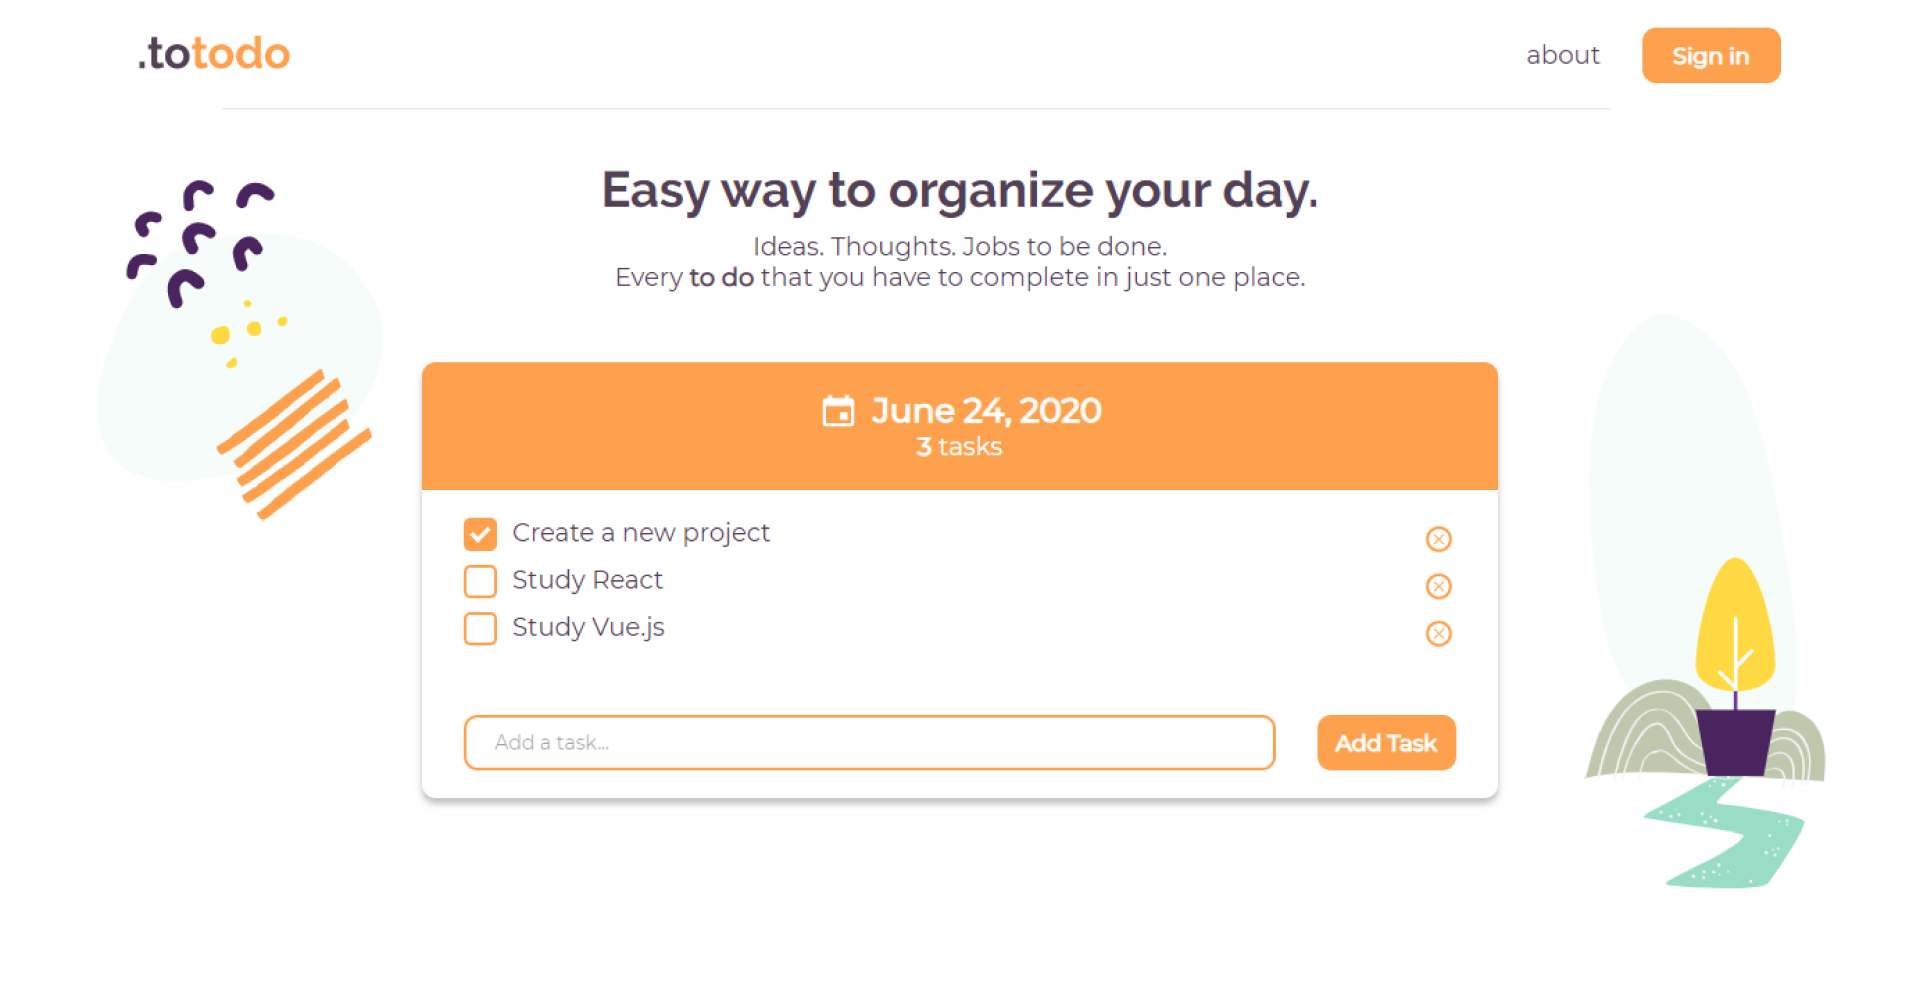 .totodo
about
Sign in
Easy way to organize your day.
Ideas. Thoughts. Jobs to be done.
Every to do that you have to complete in just one place.
June 24, 2020
3 tasks
Create a new project
Study React
Study Vue.js
Add a task...
Add Task